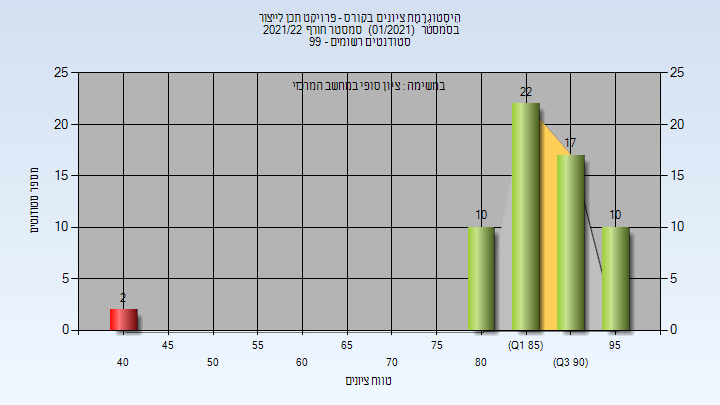 היסטוגרמת ציונים בקורס - פרויקט תכן לייצור
בסמסטר (01/2021) סמסטר חורף 2021/22
סטודנטים רשומים - 99
במשימה : ציון סופי במחשב המרכזי
25 25
20 20
15 15
10 10
5 5
0 0
2 10 22 17 10
מספר סטודנטים
45 55 65 75 (Q1 85) 95
40 50 60 70 80 (Q3 90)
טווח ציונים